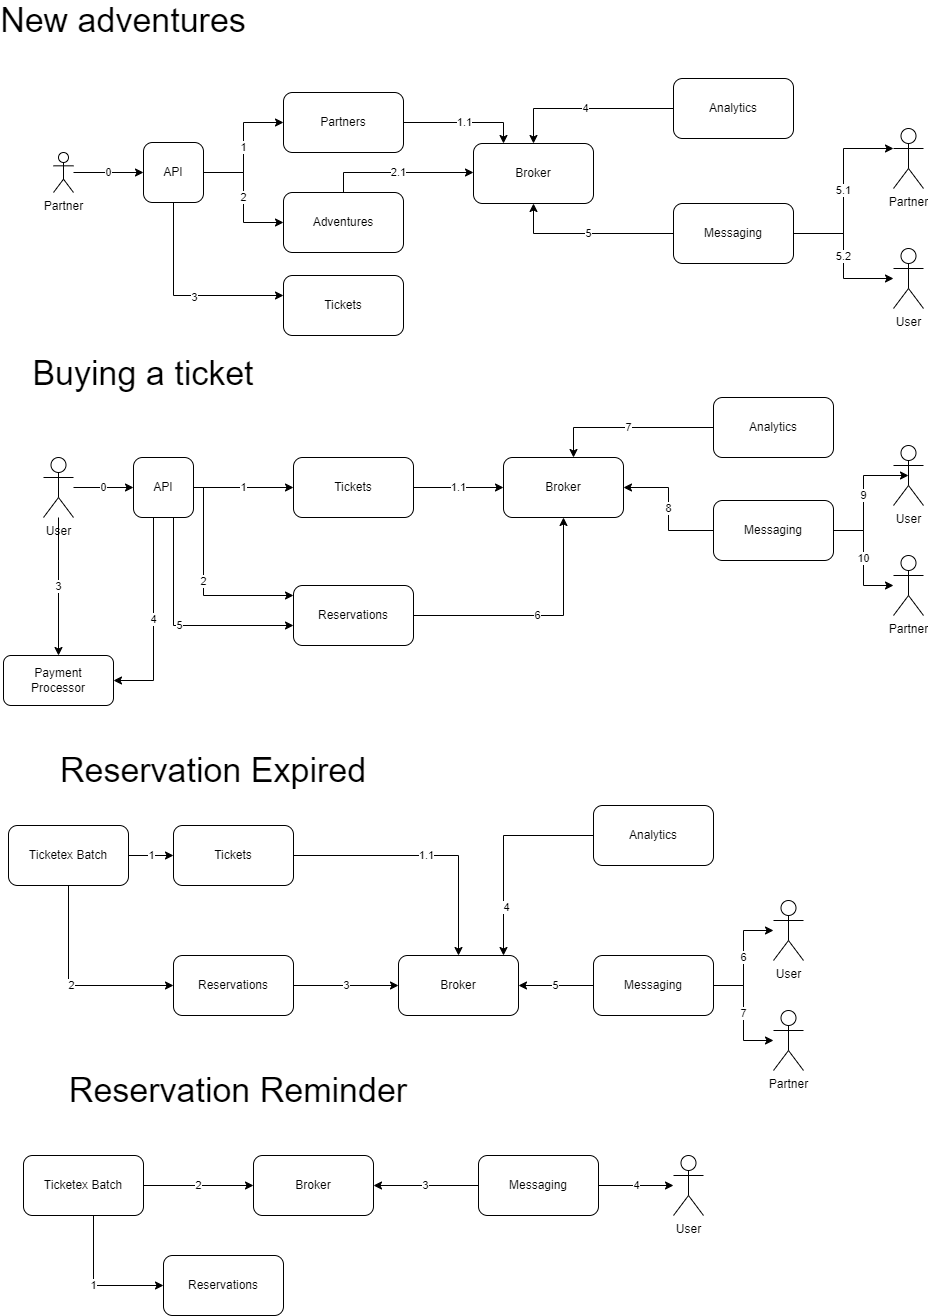 New adventures
Analytics
4
Partners
1.1
1
API
0
Partner
2.1
Broker
5.1
Partner
2
Adventures
5
Messaging
5.2
3
Tickets
User
Buying a ticket
7
Analytics
User
0
API
1
Tickets
1.1
Broker
9
8
User
Messaging
10
3
2
4
5
Reservations
6
Partner
Payment
Processor
Reservation Expired
Analytics
Ticketex Batch
1
Tickets
1.1
4
6
User
2
Reservations
3
Broker
5
Messaging
7
Partner
Reservation Reminder
Ticketex Batch
2
Broker
3
Messaging
4
User
1
Reservations